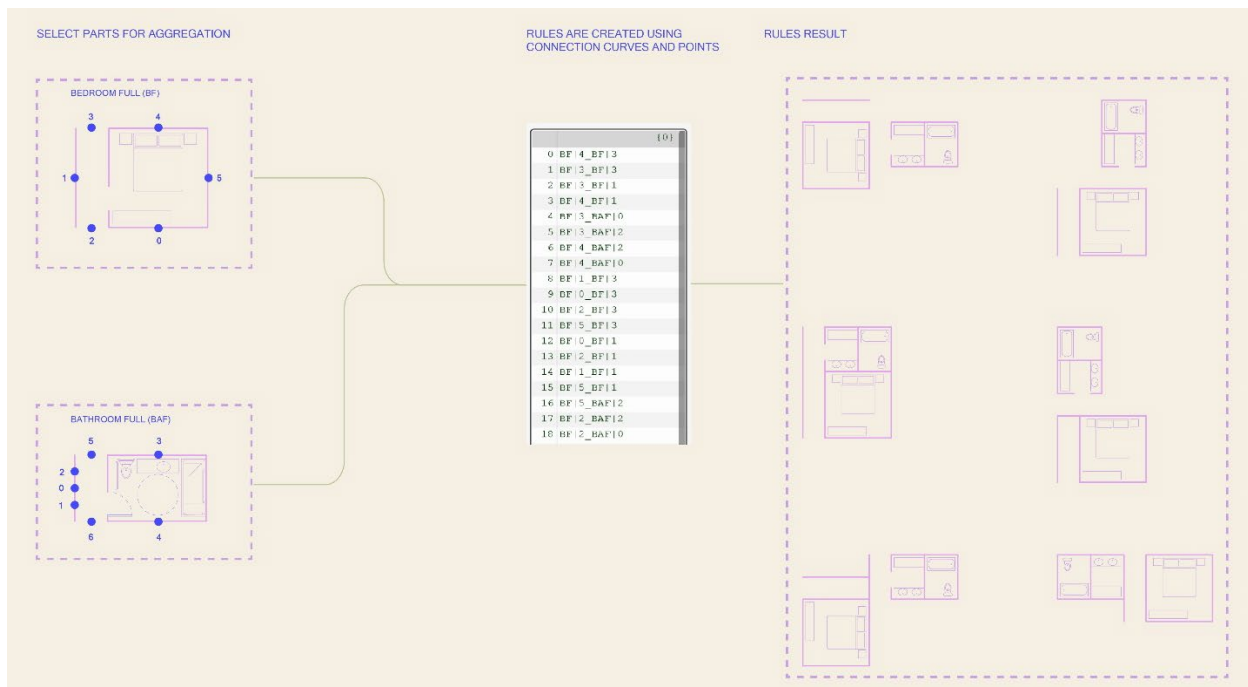 SELECT PARTS FOR AGGREGATION
RULES ARE CREATED USING
CONNECTION CURVES AND POINTS
RULES RESULT
BEDROOM FULL (BF)
3
4
1
5
2
0
{0}
0 BF|4_BF|3
1 BF|3_BF|3
2 BF|3_BF|1
3 BF|4_BF|1
4 BF|3_BAF|0
5 BF|3_BAF|2
6 BF|4_BAF|2
7 BF|4_BAF|0
8 BF|1_BF|3
9 BF|0_BF|3
10 BF|2_BF|3
11 BF|5_BF|3
12 BF|0_BF|1
13 BF|2_BF|1
14 BF|1_BF|1
15 BF|5_BF|1
16 BF|5_BAF|2
17 BF|2_BAF|2
18 BF|2_BAF|0
BATHROOM FULL (BAF)
5
3
2
0
1
6
4